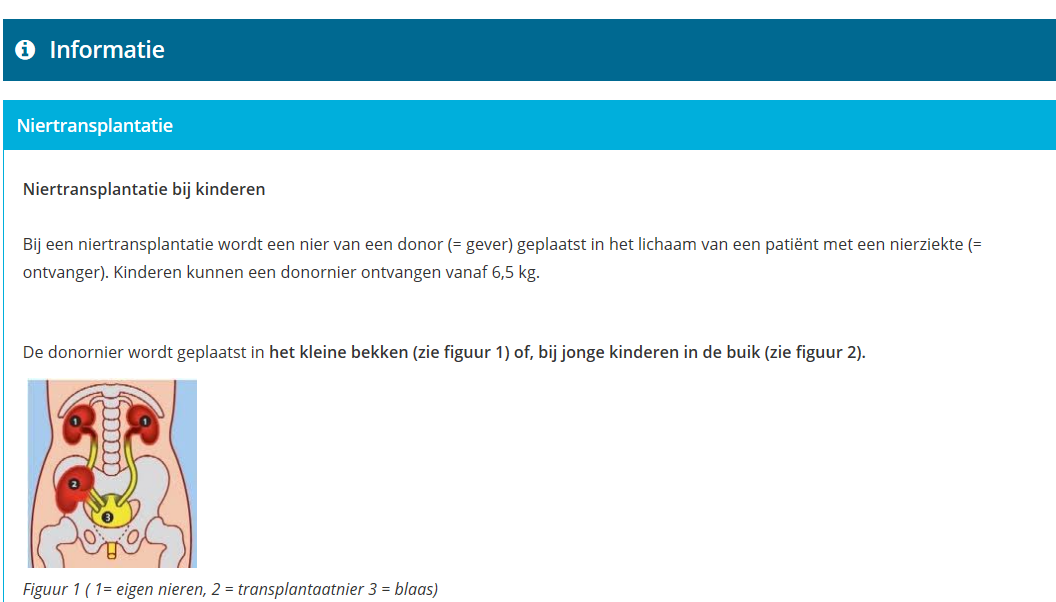 Informatie
Niertransplantatie
Niertransplantatie bij kinderen
Bij een niertransplantatie wordt een nier van een donor (= gever) geplaatst in het lichaam van een patiënt met een nierziekte (=
ontvanger). Kinderen kunnen een donornier ontvangen vanaf 6,5 kg.
De donornier wordt geplaatst in het kleine bekken (zie figuur 1) of, bij jonge kinderen in de buik (zie figuur 2).
1 1
2
3
Figuur 1 ( 1= eigen nieren, 2 = transplantaatnier 3 = blaas)